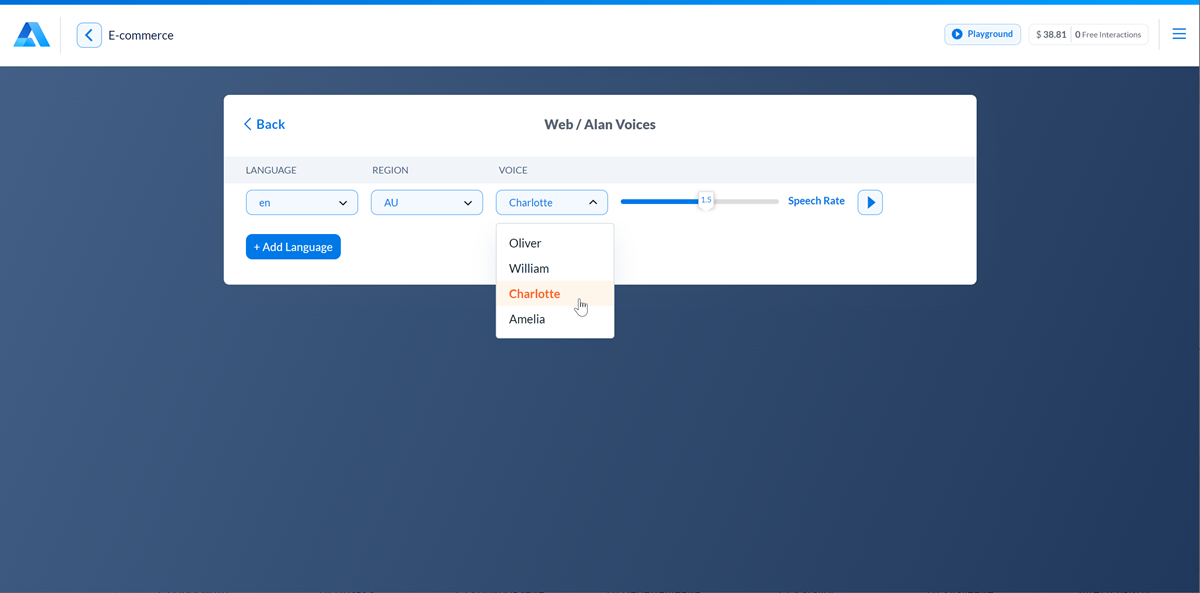 E-commerce
Playground
$ 38.81 0 Free Interactions
Back
Web / Alan Voices
LANGUAGE REGION VOICE
en AU Charlotte 1.5 Speech Rate
+ Add Language
Oliver
William
Charlotte
Amelia